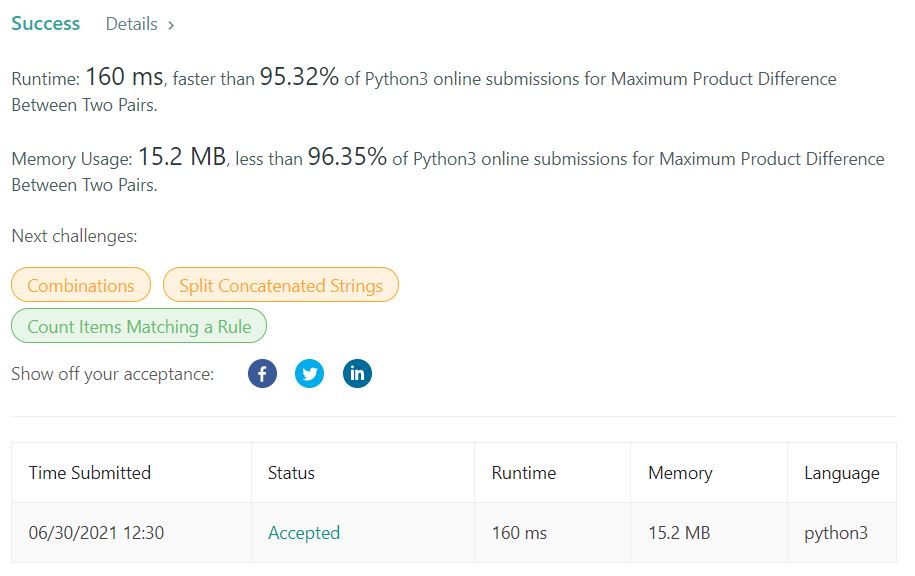 Success Details >
Runtime: 160 ms, faster than 95.32% of Python3 online submissions for Maximum Product Difference
Between Two Pairs.
Memory Usage: 15.2 MB, less than 96.35% of Python3 online submissions for Maximum Product Difference
Between Two Pairs.
Next challenges:
Combinations Split Concatenated Strings
Count Items Matching a Rule
Show off your acceptance: f in
Time Submitted Status Runtime Memory Language
06/30/2021 12:30 Accepted 160 ms 15.2 MB python3